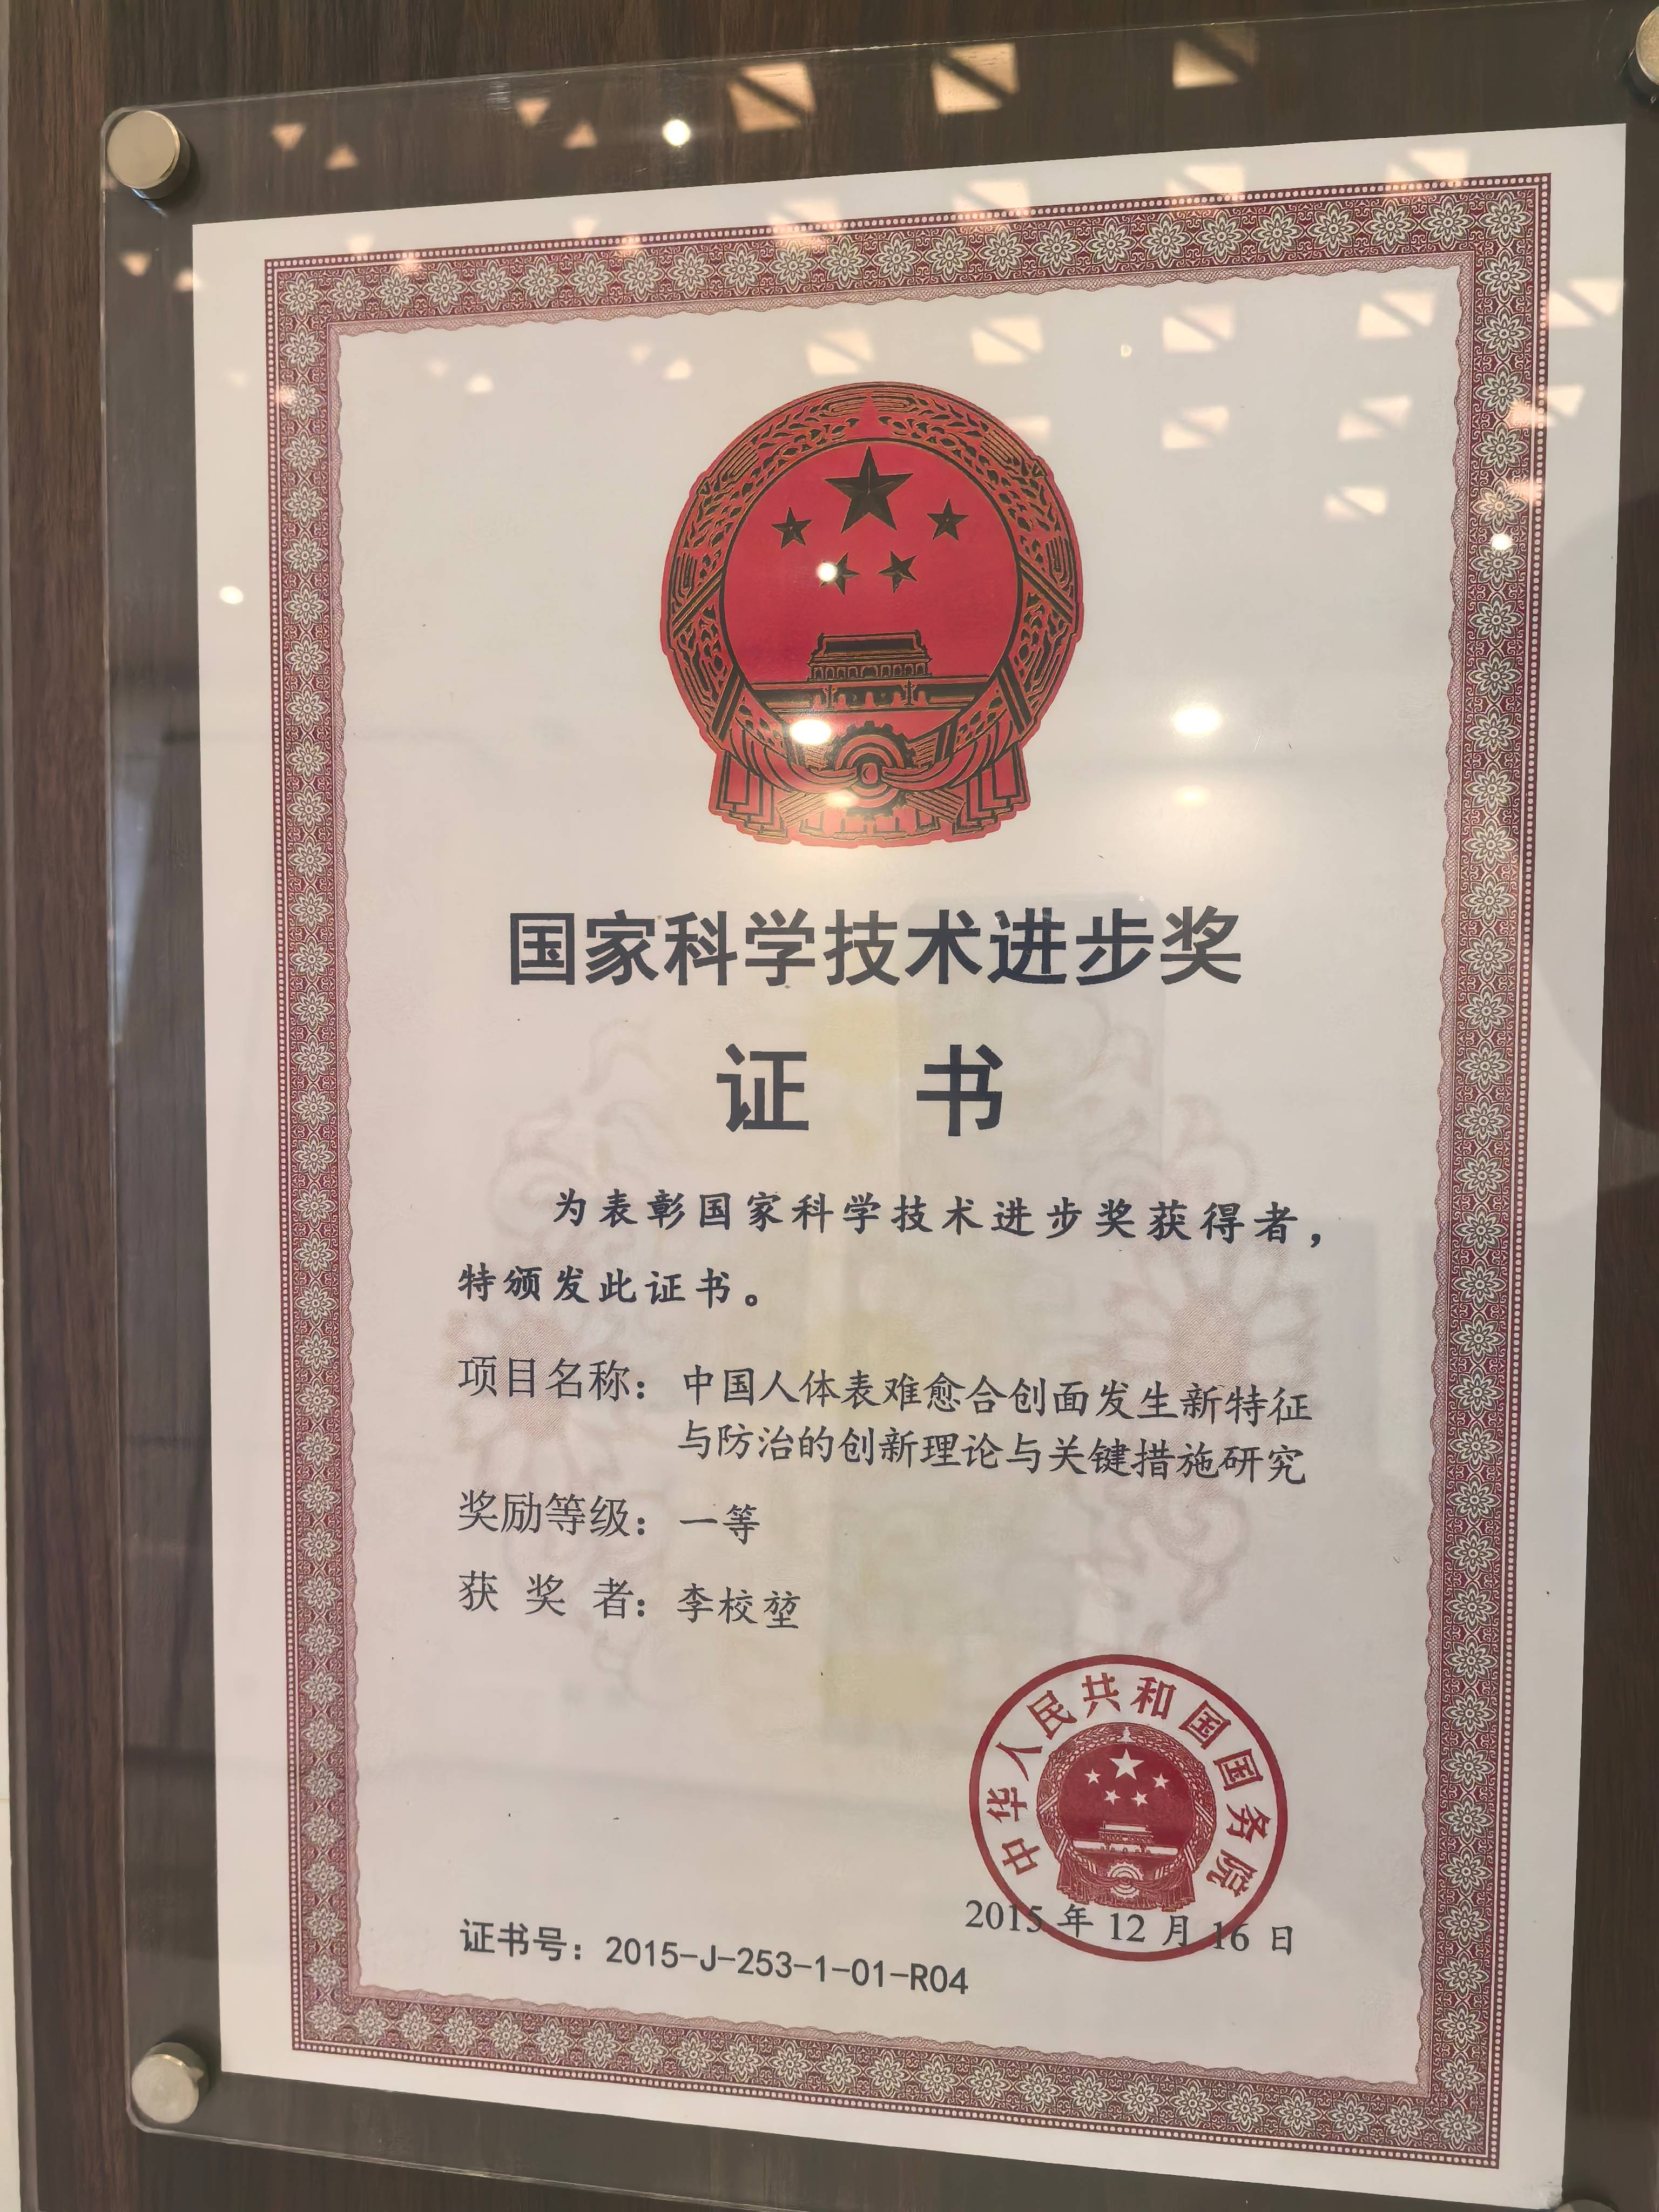 国家科学技术进步奖
证 书
为表彰国家科学技术进步奖获得者，
特颁发此证书。
项目名称：中国人体表难愈合创面发生新特征
与防治的创新理论与关键措施研究
奖励等级：一等
获 奖 者：李校堃
中华人民共和国国务院
2015 年 12 月 16 日
证书号：2015-J-253-1-01-R04